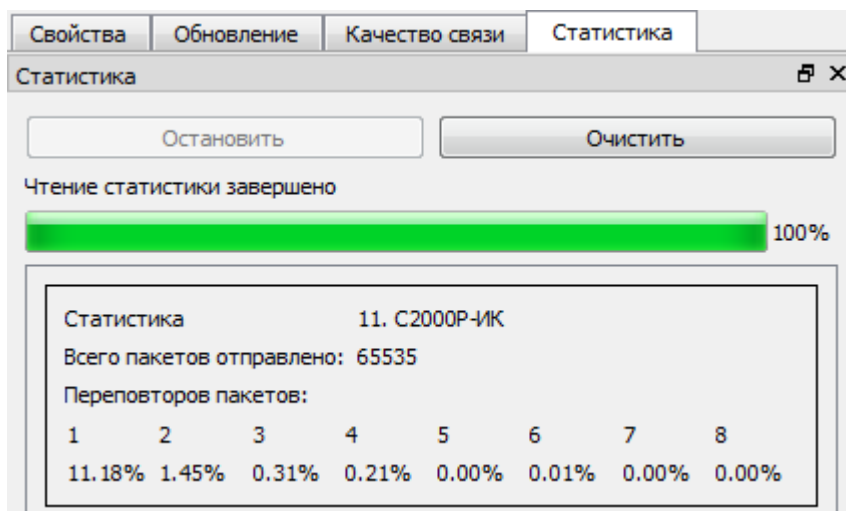 Свойства Обновление Качество связи Статистика
Статистика
Остановить Очистить
Чтение статистики завершено
100%
Статистика 11. С2000Р-ИК
Всего пакетов отправлено: 65535
Переповторов пакетов:
1 2 3 4 5 6 7 8
11.18% 1.45% 0.31% 0.21% 0.00% 0.01% 0.00% 0.00%